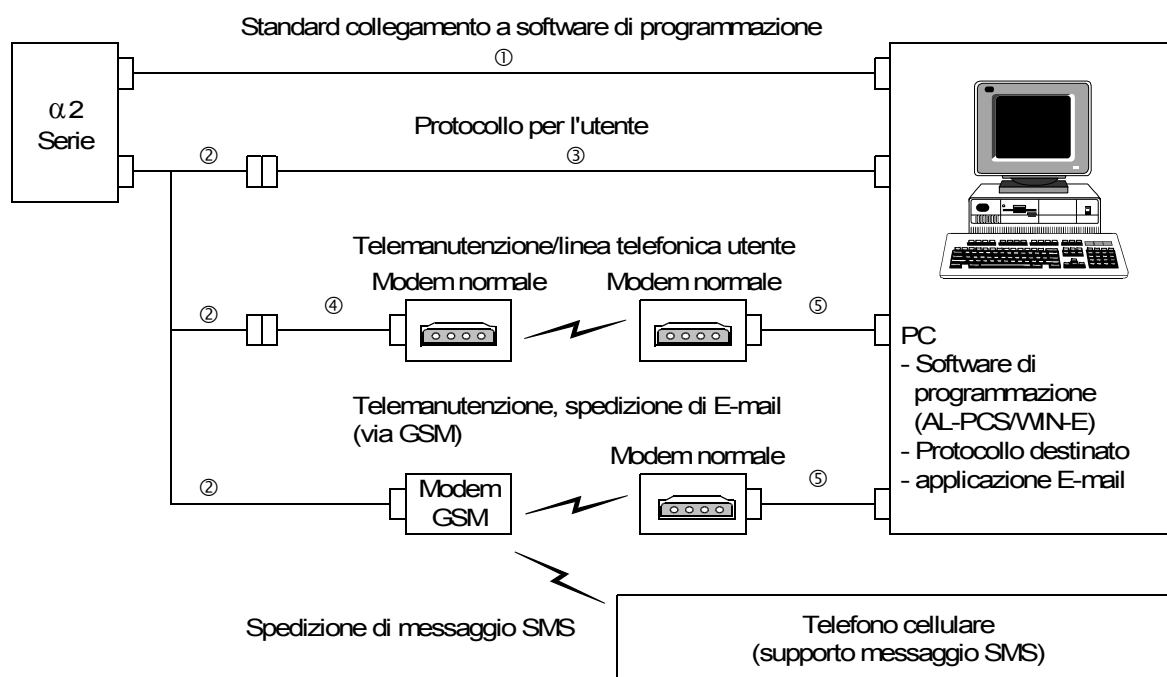 Standard collegamento a software di programmazione
①
α2
Serie
Protocollo per l'utente
②
③
Telemanutenzione/linea telefonica utente
Modem normale
Modem normale
②
④
⑤
PC
- Software di
programmazione
(AL-PCS/WIN-E)
- Protocollo destinato
- applicazione E-mail
Telemanutenzione, spedizione di E-mail
(via GSM)
Modem normale
②
Modem
GSM
⑤
Spedizione di messaggio SMS
Telefono cellulare
(supporto messaggio SMS)